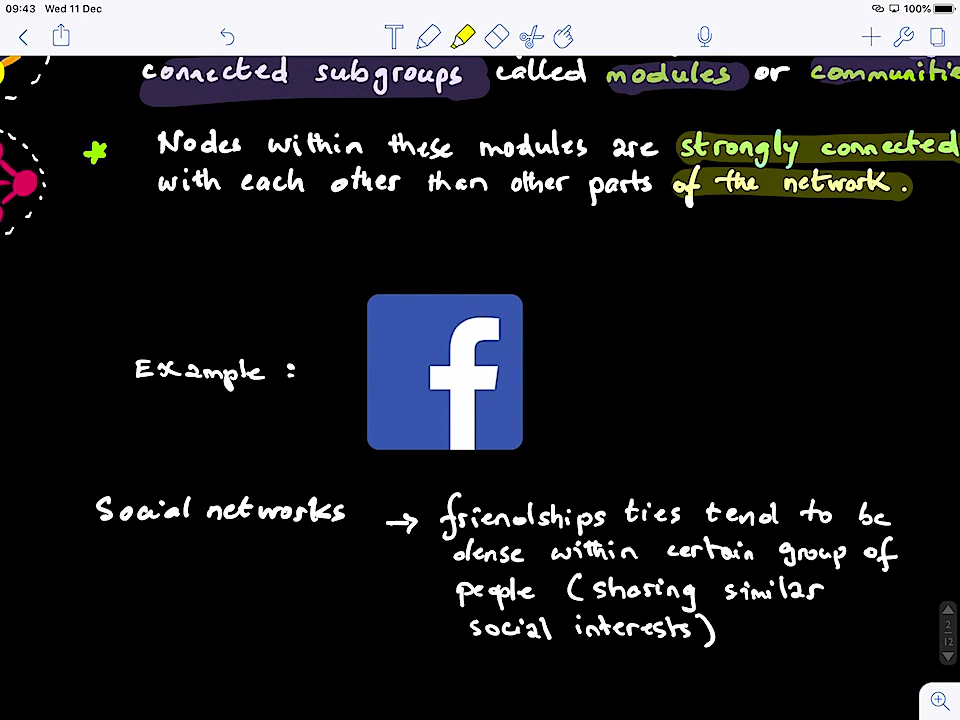 09:43 Wed 11 Dec 100%
connected subgroups called modules or communitie
* Nodes within these modules are strongly connected
with each other than other parts of the network.
Example :
f
Social networks → friendships ties tend to be
dense within certain group of
people (sharing similar
social interests)
2
12